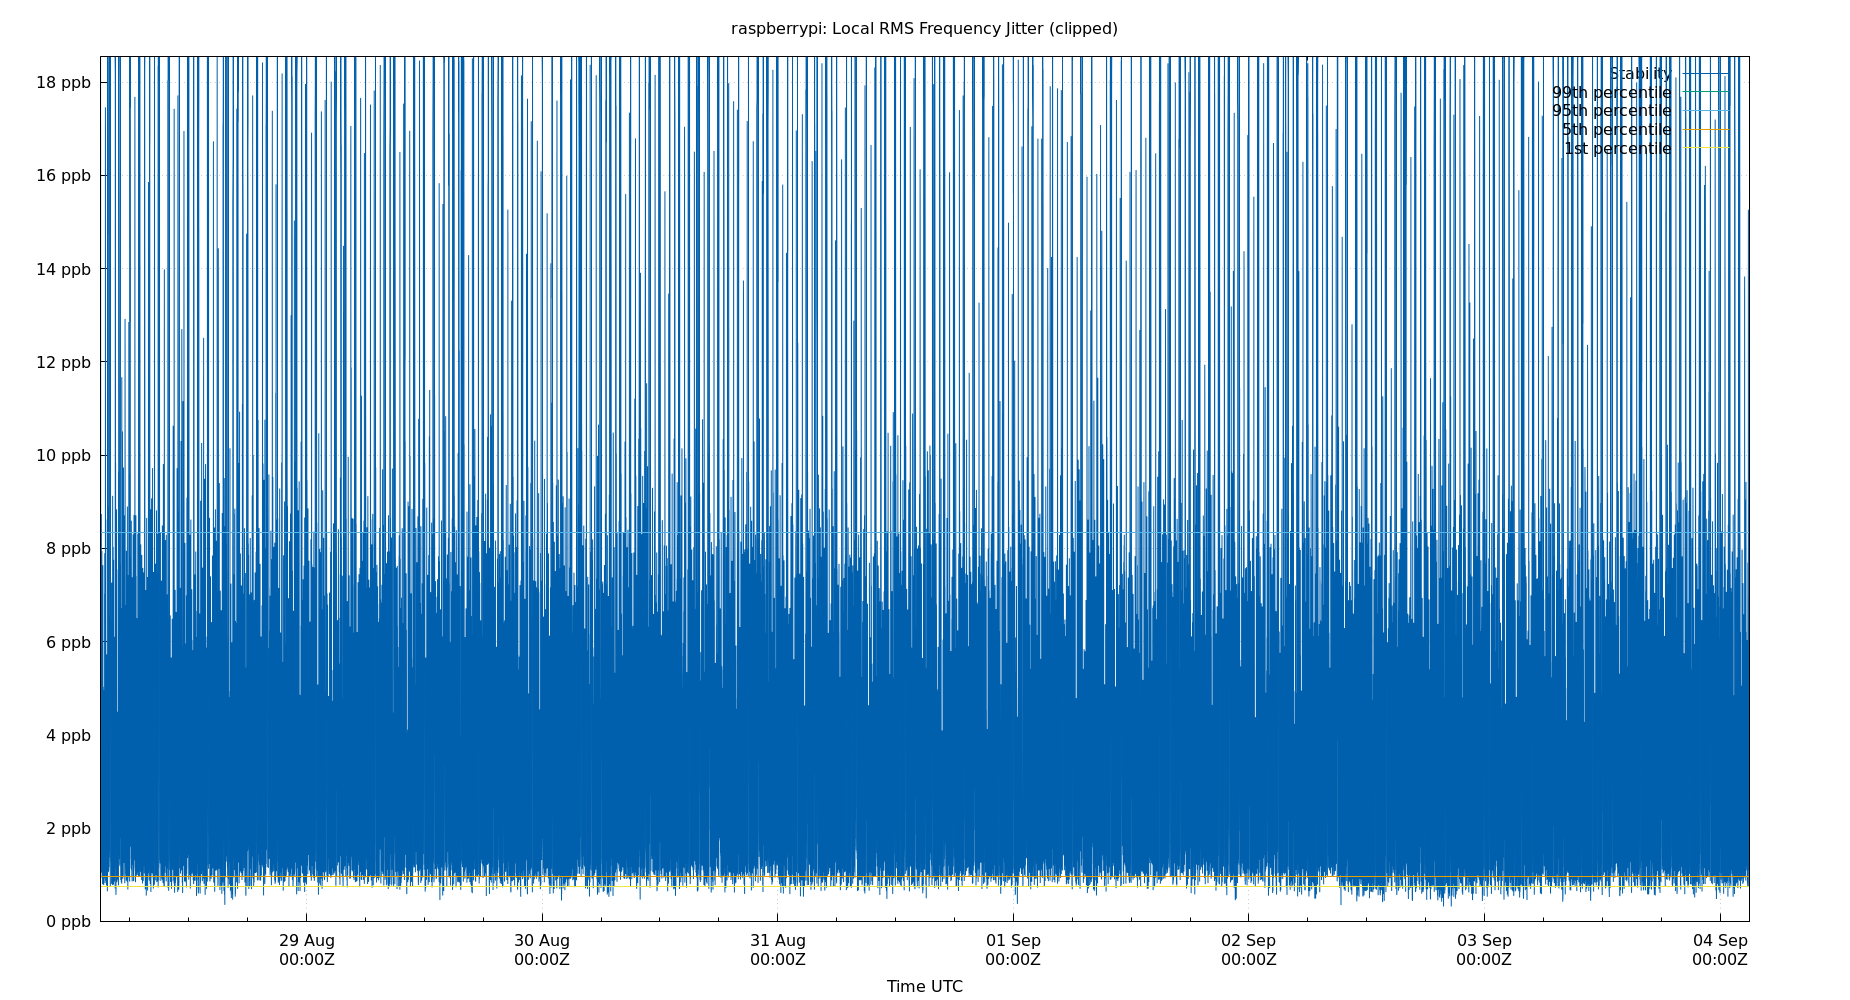 raspberrypi: Local RMS Frequency Jitter (clipped)
18 ppb
16 ppb
14 ppb
12 ppb
10 ppb
8 ppb
6 ppb
4 ppb
2 ppb
0 ppb
Stability
99th percentile
95th percentile
5th percentile
1st percentile
29 Aug
00:00Z
30 Aug
00:00Z
31 Aug
00:00Z
01 Sep
00:00Z
02 Sep
00:00Z
03 Sep
00:00Z
04 Sep
00:00Z
Time UTC